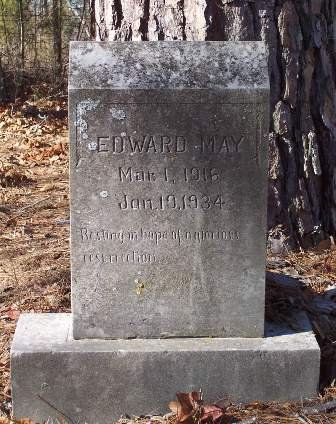 EDWARD MAY
Mar. 1, 1916
Jan. 19, 1934
Resting in hope of a glorious
resurrection.